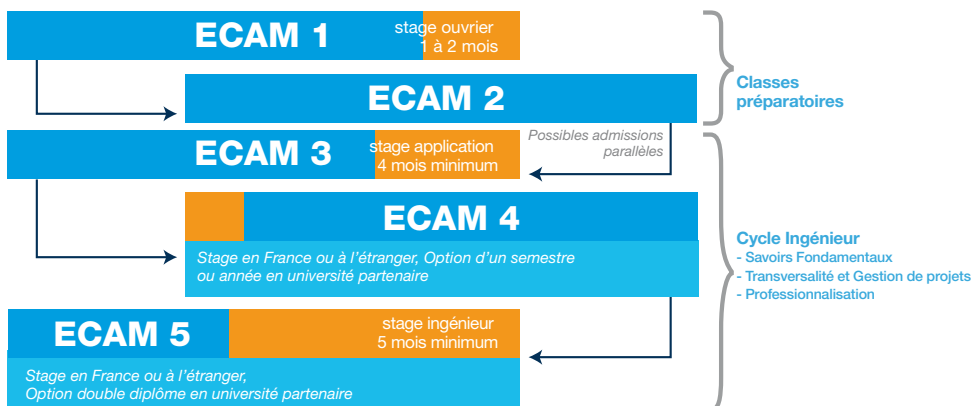 ECAM 1
stage ouvrier
1 à 2 mois
ECAM 2
Classes
préparatoires
Possibles admissions
parallèles
ECAM 3
stage application
4 mois minimum
ECAM 4
Stage en France ou à l'étranger, Option d'un semestre
ou année en université partenaire
Cycle Ingénieur
- Savoirs Fondamentaux
- Transversalité et Gestion de projets
- Professionnalisation
ECAM 5
stage ingénieur
5 mois minimum
Stage en France ou à l'étranger,
Option double diplôme en université partenaire